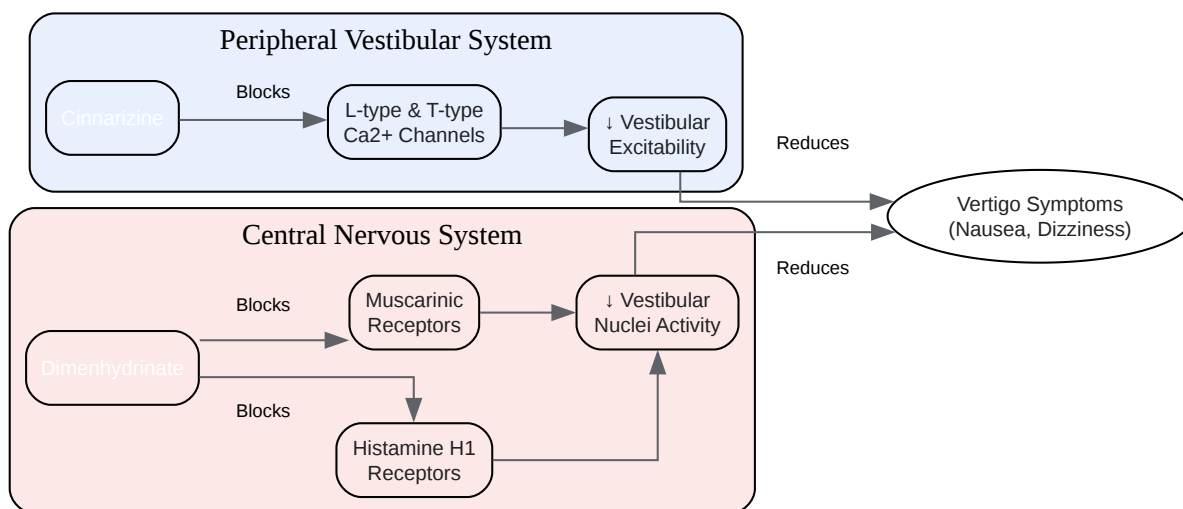 Peripheral Vestibular System
Cinnarizine
Blocks
L-type & T-type
Ca2+ Channels
↓ Vestibular
Excitability
Reduces
Vertigo Symptoms
(Nausea, Dizziness)
Central Nervous System
Reduces
Blocks
Muscarinic
Receptors
↓ Vestibular
Nuclei Activity
Dimenhydrinate
Blocks
Histamine H1
Receptors